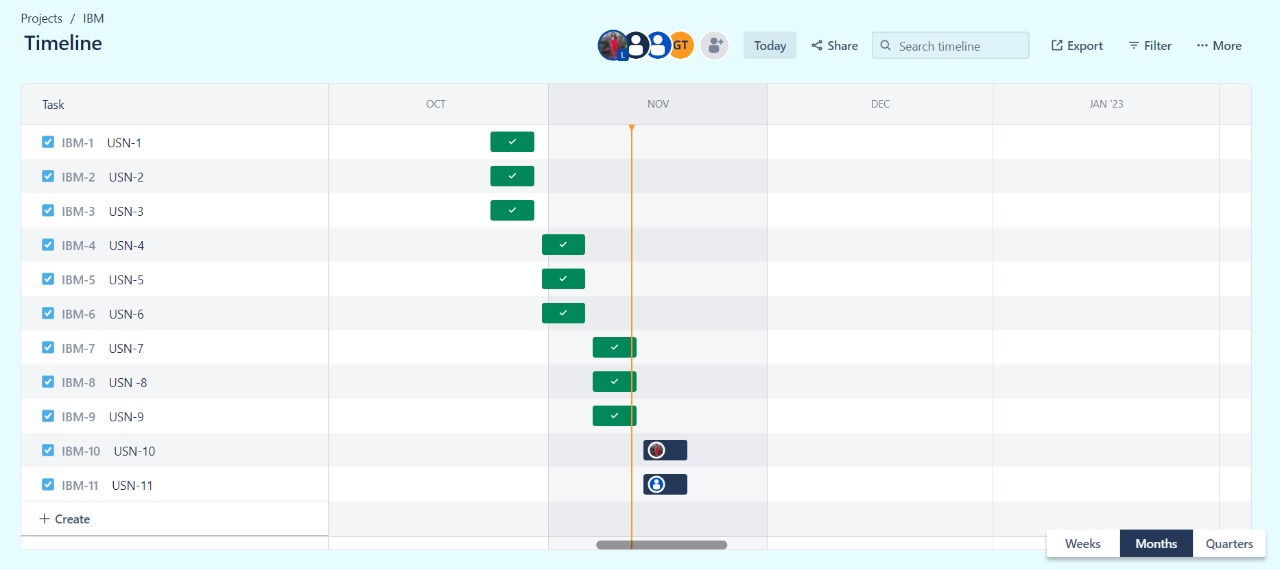 Projects / IBM
Timeline
L
GT
Today
Share
Search timeline
Export
Filter
More
Task
OCT
NOV
DEC
JAN '23
IBM-1 USN-1
IBM-2 USN-2
IBM-3 USN-3
IBM-4 USN-4
IBM-5 USN-5
IBM-6 USN-6
IBM-7 USN-7
IBM-8 USN -8
IBM-9 USN-9
IBM-10 USN-10
IBM-11 USN-11
+ Create
Weeks
Months
Quarters